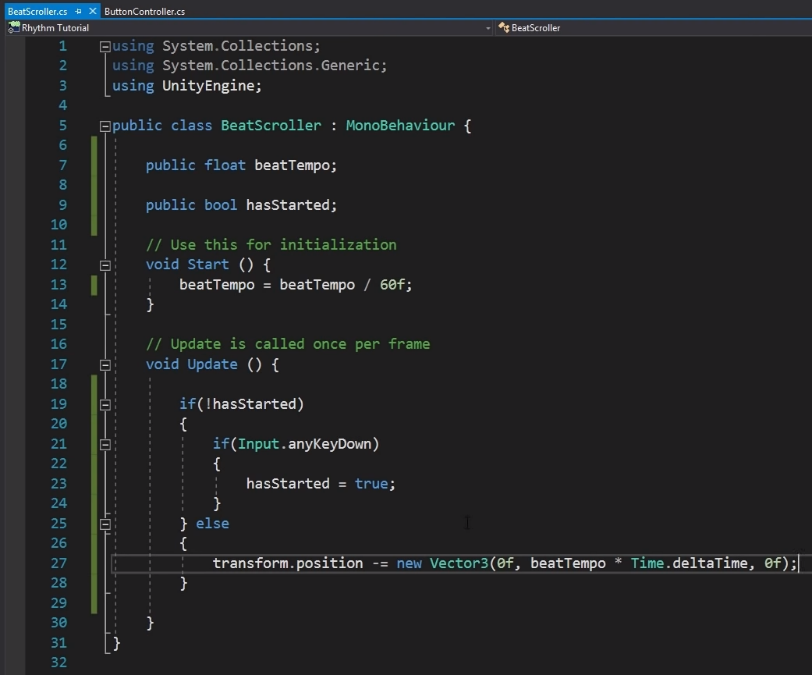 BeatScroller.cs ButtonController.cs
Rhythm Tutorial BeatScroller
1 using System.Collections;
2 using System.Collections.Generic;
3 using UnityEngine;
4
5 public class BeatScroller : MonoBehaviour {
6
7 public float beatTempo;
8
9 public bool hasStarted;
10
11 // Use this for initialization
12 void Start () {
13 beatTempo = beatTempo / 60f;
14 }
15
16 // Update is called once per frame
17 void Update () {
18
19 if(!hasStarted)
20 {
21 if(Input.anyKeyDown)
22 {
23 hasStarted = true;
24 }
25 } else
26 {
27 transform.position -= new Vector3(0f, beatTempo * Time.deltaTime, 0f);
28 }
29
30 }
31 }
32